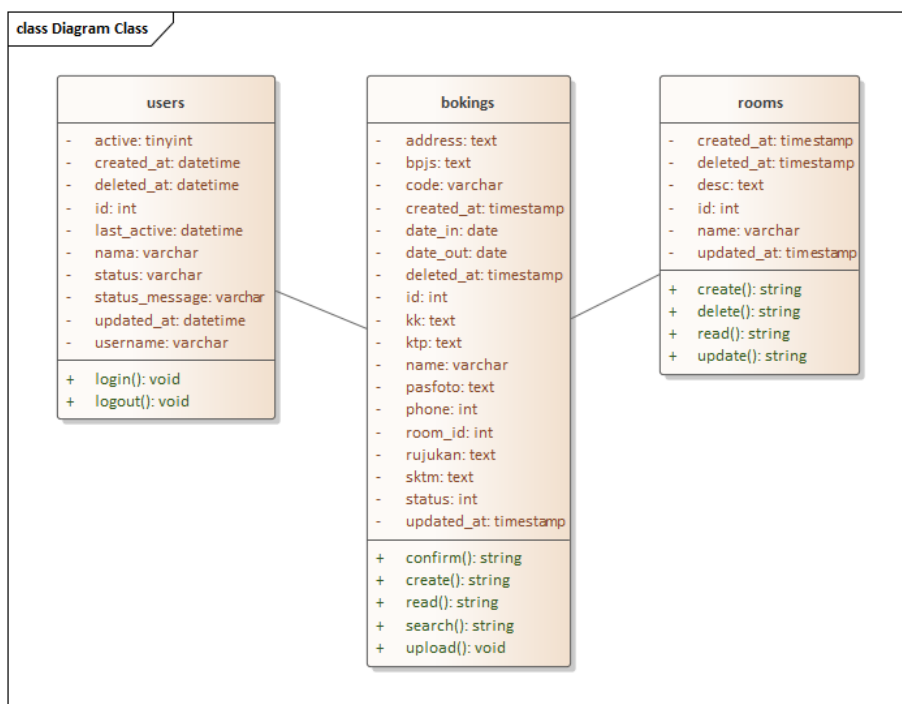 class Diagram Class
users
- active: tinyint
- created_at: datetime
- deleted_at: datetime
- id: int
- last_active: datetime
- nama: varchar
- status: varchar
- status_message: varchar
- updated_at: datetime
- username: varchar
+ login(): void
+ logout(): void
bokings
- address: text
- bpjs: text
- code: varchar
- created_at: timestamp
- date_in: date
- date_out: date
- deleted_at: timestamp
- id: int
- kk: text
- ktp: text
- name: varchar
- pasfoto: text
- phone: int
- room_id: int
- rujukan: text
- sktm: text
- status: int
- updated_at: timestamp
+ confirm(): string
+ create(): string
+ read(): string
+ search(): string
+ upload(): void
rooms
- created_at: timestamp
- deleted_at: timestamp
- desc: text
- id: int
- name: varchar
- updated_at: timestamp
+ create(): string
+ delete(): string
+ read(): string
+ update(): string